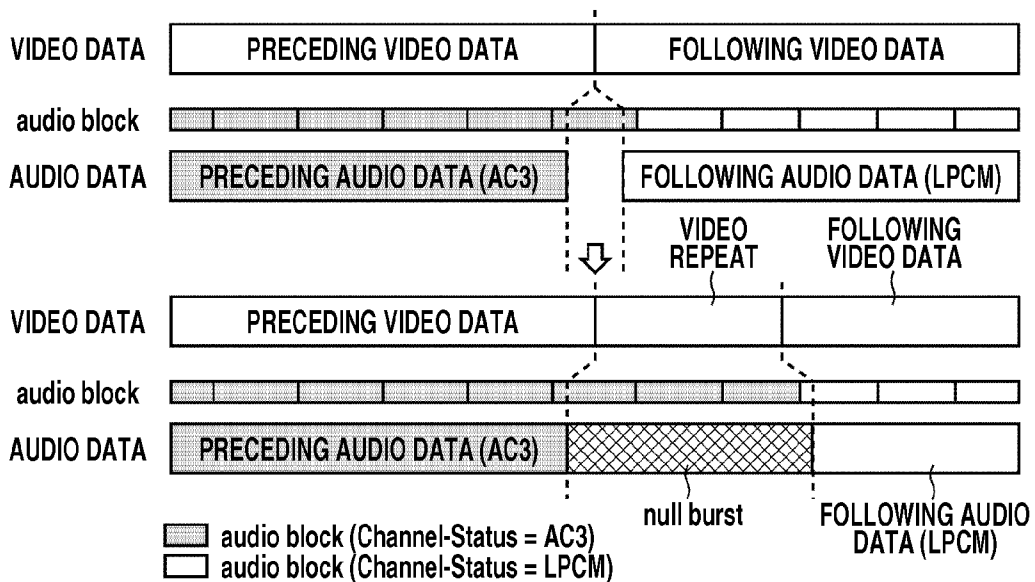 VIDEO DATA
PRECEDING VIDEO DATA
FOLLOWING VIDEO DATA
audio block
AUDIO DATA
PRECEDING AUDIO DATA (AC3)
FOLLOWING AUDIO DATA (LPCM)
VIDEO
REPEAT
FOLLOWING
VIDEO DATA
VIDEO DATA
PRECEDING VIDEO DATA
audio block
AUDIO DATA
PRECEDING AUDIO DATA (AC3)
null burst
FOLLOWING AUDIO
DATA (LPCM)
audio block (Channel-Status = AC3)
audio block (Channel-Status = LPCM)